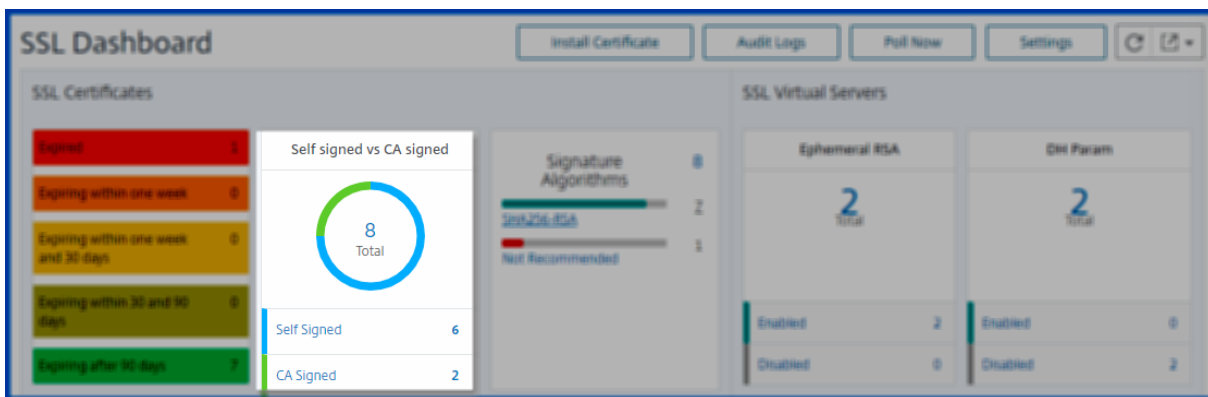 SSL Dashboard
Install Certificate
Audit Logs
Poll Now
Settings
SSL Certificates
SSL Virtual Servers
Expired 1
Expiring within one week 0
Expiring within one week
and 30 days 0
Expiring within 30 and 90
days 0
Expiring after 90 days 7
Self signed vs CA signed
8
Total
Self Signed 6
CA Signed 2
Signature
Algorithms 8
SHA256-RSA
Not Recommended 1
Ephemeral RSA
2
Total
Enabled 2
Disabled 0
DH Param
2
Total
Enabled 0
Disabled 2